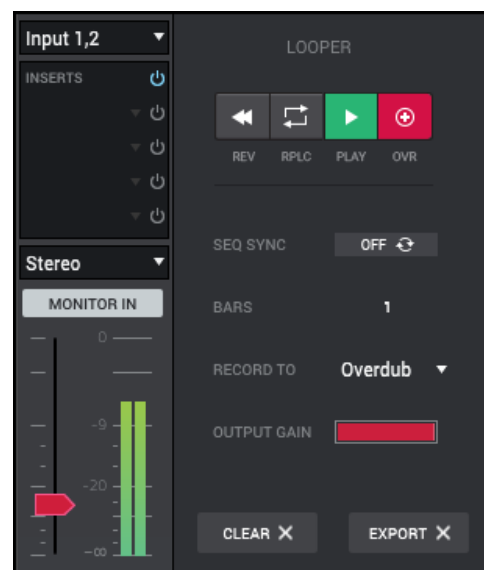 Input 1,2
INSERTS
Stereo
MONITOR IN
0
-9
-20
-∞
LOOPER
REV RPLC PLAY OVR
SEQ SYNC OFF
BARS 1
RECORD TO Overdub
OUTPUT GAIN
CLEAR EXPORT